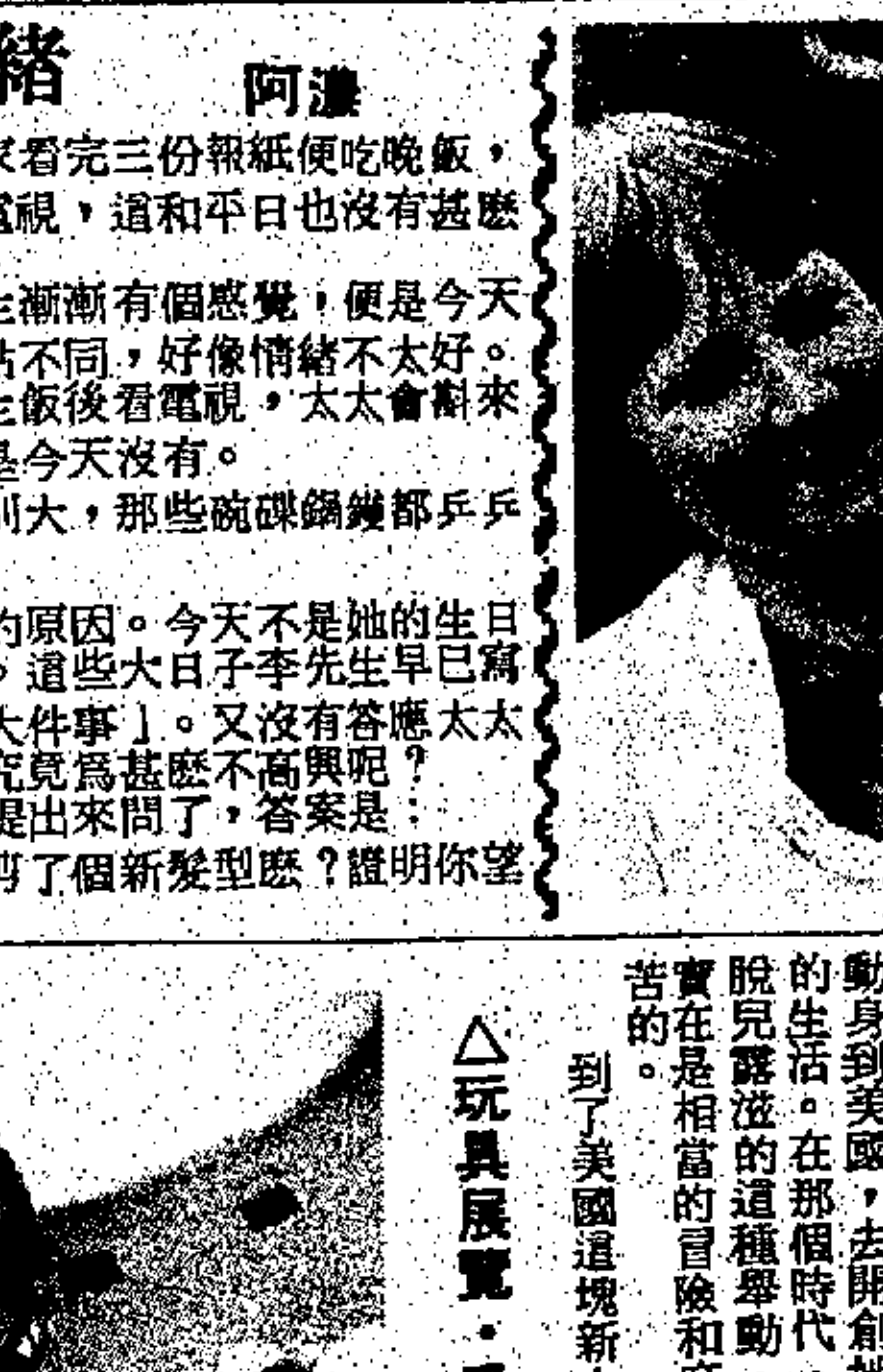 緒
阿濃
看完三份報紙便吃晚飯，
視，這和平日也沒有甚麽
漸漸有個感覺，便是今天
不同，好像情緒不太好。
飯後看電視，太太會斟來
是今天沒有。
大，那些碗碟鍋鑊都乒乓
的原因。今天不是她的生日
。這些大日子李先生早已寫
大件事」。又沒有答應太太
究竟爲甚麽不高興呢？
提出來問了，答案是：
剪了個新髮型麽？證明你望
動身到美國，去開創
的生活。在那個時代
脫兒露滋的這種舉動
實在是相當的冒險和
苦的。
到了美國這塊新
△玩具展覽·